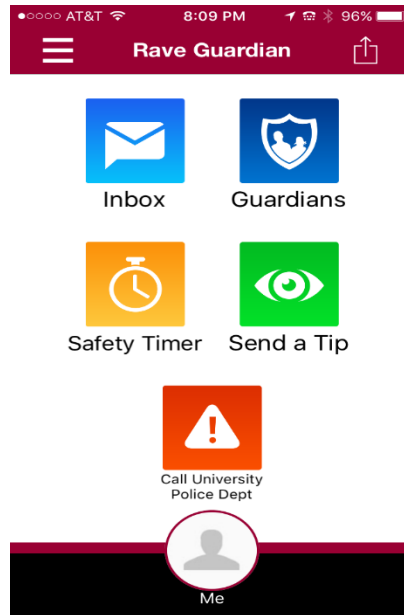 AT&T 8:09 PM 96%
Rave Guardian
Inbox Guardians
Safety Timer Send a Tip
Call University
Police Dept
Me